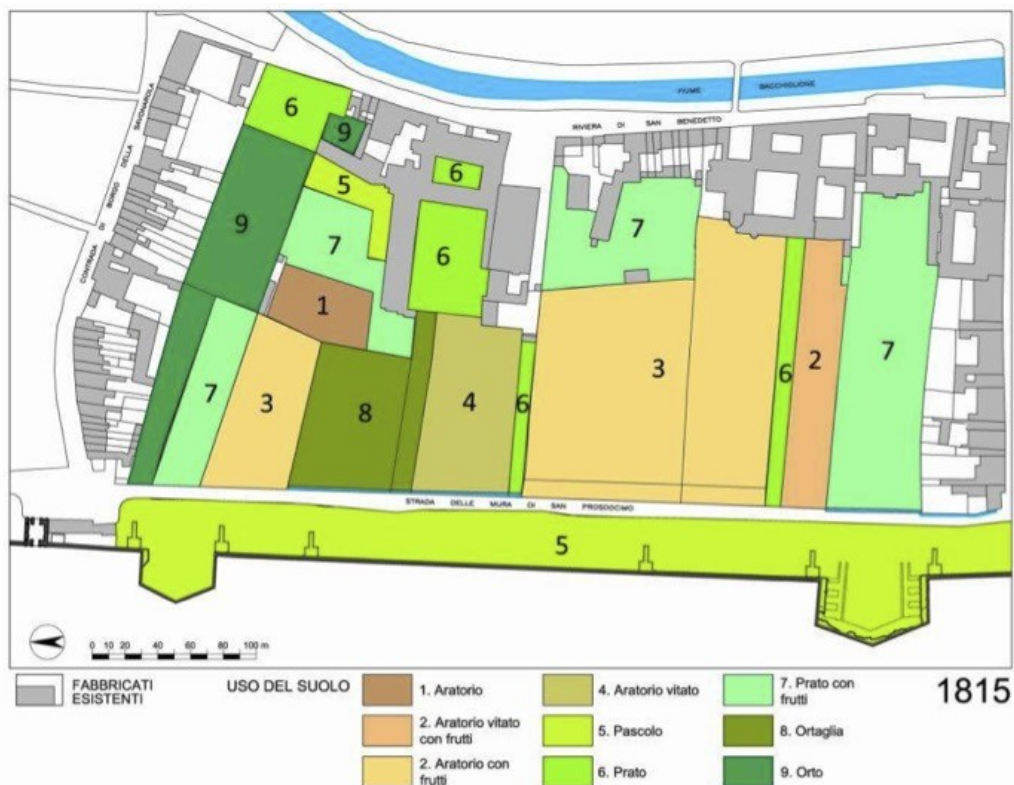 FIUME BACCHIGLIONE
RIVIERA DI SAN BENEDETTO
CONTRADA DI BORGO DELLA SAVONAROLA
6
9
6
5
9
7
6
7
1
3
2
7
6
7
3
8
4
6
STRADA DELLE MURA DI SAN PROSDOCIMO
5
0 10 20 40 60 80 100 m
FABBRICATI
ESISTENTI
USO DEL SUOLO
1. Aratorio
2. Aratorio vitato
con frutti
2. Aratorio con
frutti
4. Aratorio vitato
5. Pascolo
6. Prato
7. Prato con
frutti
8. Ortaglia
9. Orto
1815